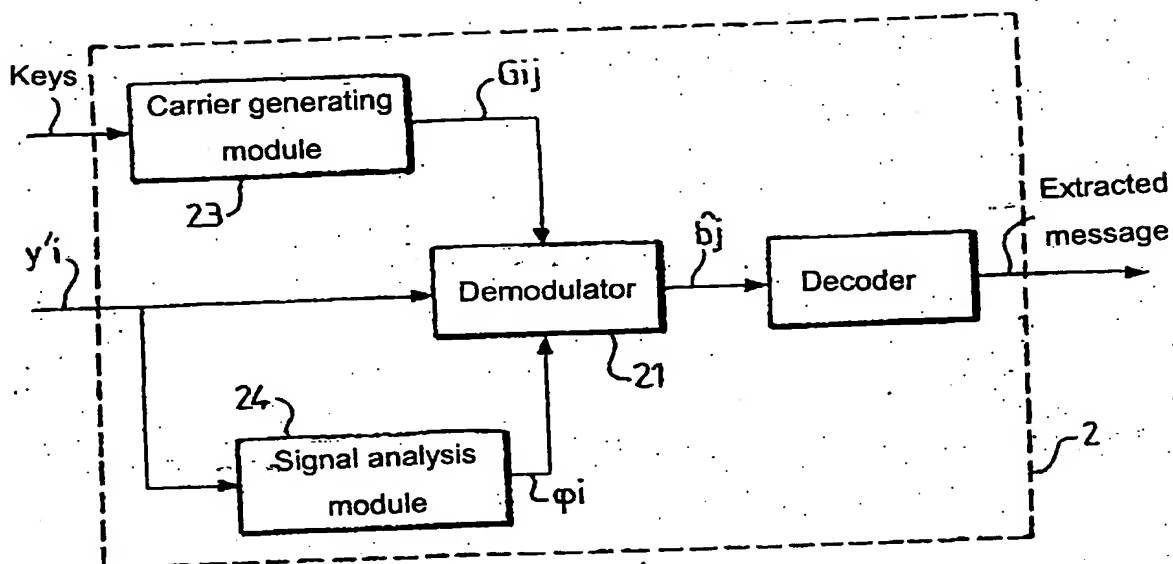 Keys
Gij
Carrier generating
module
23
Extracted
message
y'i
b̂j
Demodulator
Decoder
21
24
2
Signal analysis
module
φi